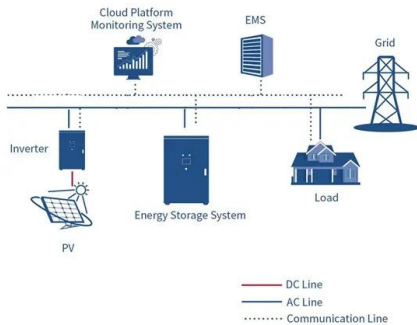 Cloud Platform
Monitoring System
EMS
Grid
Inverter
Energy Storage System
Load
PV
DC Line
AC Line
Communication Line